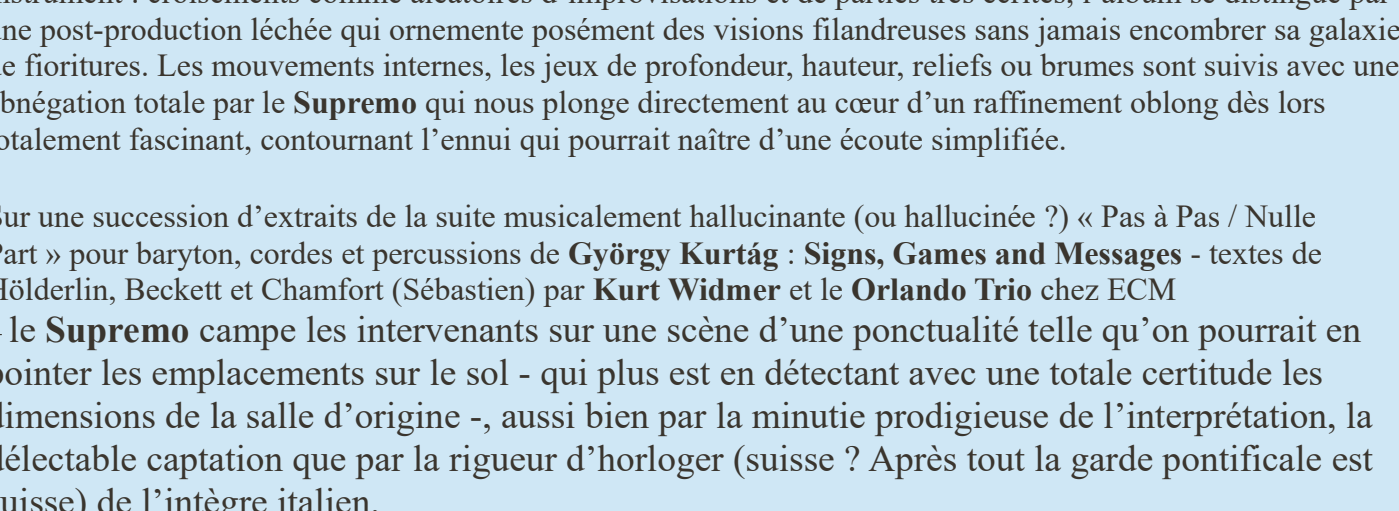 instrument : croisements comme aléatoires d’improvisations et de parties très écrites, l’album se distingue par
ne post-production léchée qui ornemente posément des visions filandreuses sans jamais encombrer sa galaxie
e fioritures. Les mouvements internes, les jeux de profondeur, hauteur, reliefs ou brumes sont suivis avec une
bnégation totale par le Supremo qui nous plonge directement au cœur d’un raffinement oblong dès lors
otalement fascinant, contournant l’ennui qui pourrait naître d’une écoute simplifiée.
Sur une succession d’extraits de la suite musicalement hallucinante (ou hallucinée ?) « Pas à Pas / Nulle
Part » pour baryton, cordes et percussions de György Kurtág : Signs, Games and Messages - textes de
Hölderlin, Beckett et Chamfort (Sébastien) par Kurt Widmer et le Orlando Trio chez ECM
- le Supremo campe les intervenants sur une scène d’une ponctualité telle qu’on pourrait en
pointer les emplacements sur le sol - qui plus est en détectant avec une totale certitude les
dimensions de la salle d’origine -, aussi bien par la minutie prodigieuse de l’interprétation, la
délectable captation que par la rigueur d’horloger (suisse ? Après tout la garde pontificale est
suisse) de l’intègre italien.